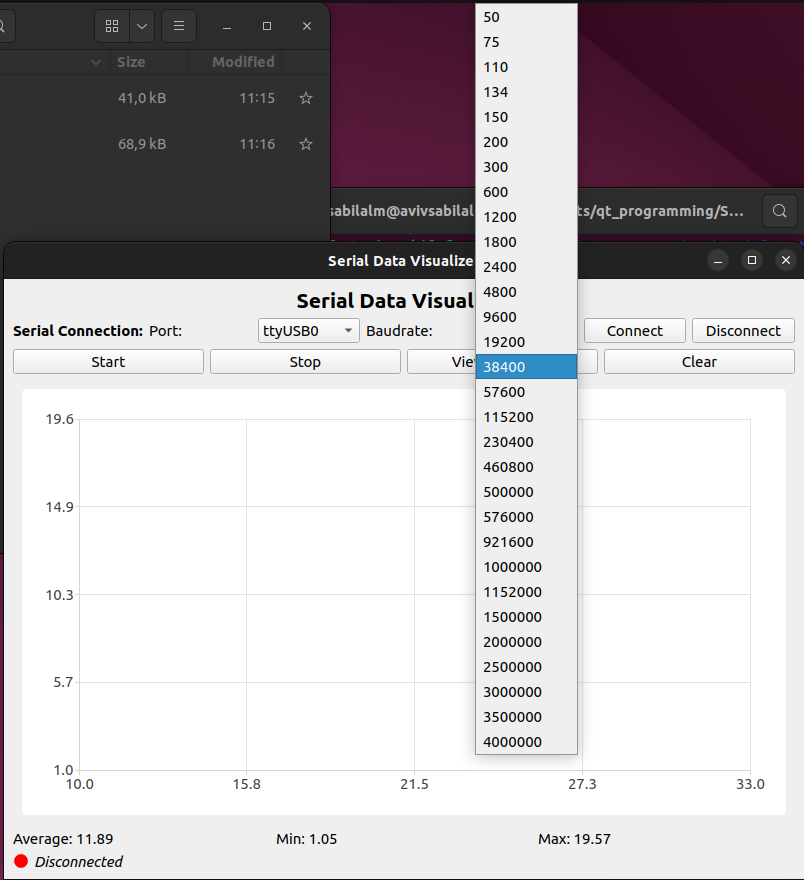 Size Modified
41,0 kB 11:15
68,9 kB 11:16
sabilalm@avivsabilal
ts/qt_programming/S...
Serial Data Visualize
Serial Data Visual
Serial Connection: Port: ttyUSB0 Baudrate: Connect Disconnect
Start Stop Vie Clear
50
75
110
134
150
200
300
600
1200
1800
2400
4800
9600
19200
38400
57600
115200
230400
460800
500000
576000
921600
1000000
1152000
1500000
2000000
2500000
3000000
3500000
4000000
19.6
14.9
10.3
5.7
1.0
10.0 15.8 21.5 27.3 33.0
Average: 11.89 Min: 1.05 Max: 19.57
Disconnected